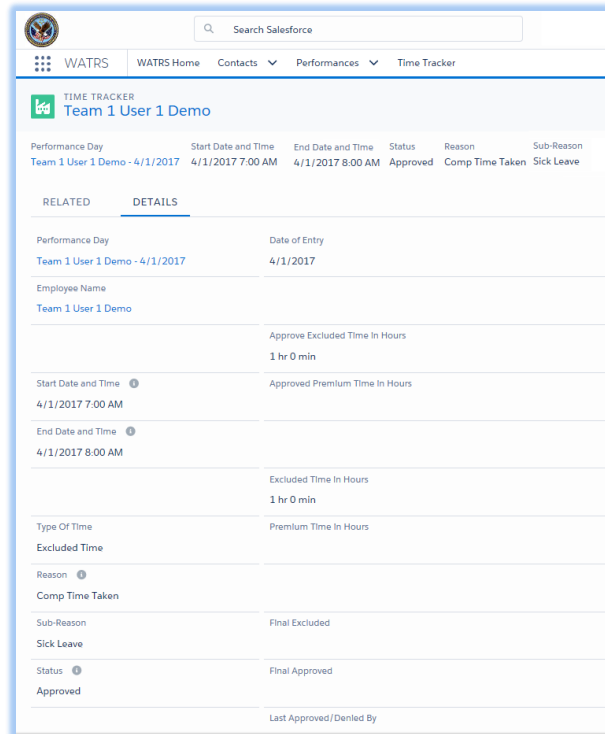 Search Salesforce
WATRS WATRS Home Contacts Performances Time Tracker
TIME TRACKER
Team 1 User 1 Demo
Performance Day Start Date and Time End Date and Time Status Reason Sub-Reason
Team 1 User 1 Demo - 4/1/2017 4/1/2017 7:00 AM 4/1/2017 8:00 AM Approved Comp Time Taken Sick Leave
RELATED DETAILS
Performance Day Date of Entry
Team 1 User 1 Demo - 4/1/2017 4/1/2017
Employee Name
Team 1 User 1 Demo
Approve Excluded Time In Hours
1 hr 0 min
Start Date and Time Approved Premium Time In Hours
4/1/2017 7:00 AM
End Date and Time
4/1/2017 8:00 AM
Excluded Time In Hours
1 hr 0 min
Type Of Time Premium Time In Hours
Excluded Time
Reason
Comp Time Taken
Sub-Reason Final Excluded
Sick Leave
Status Final Approved
Approved
Last Approved/Denied By